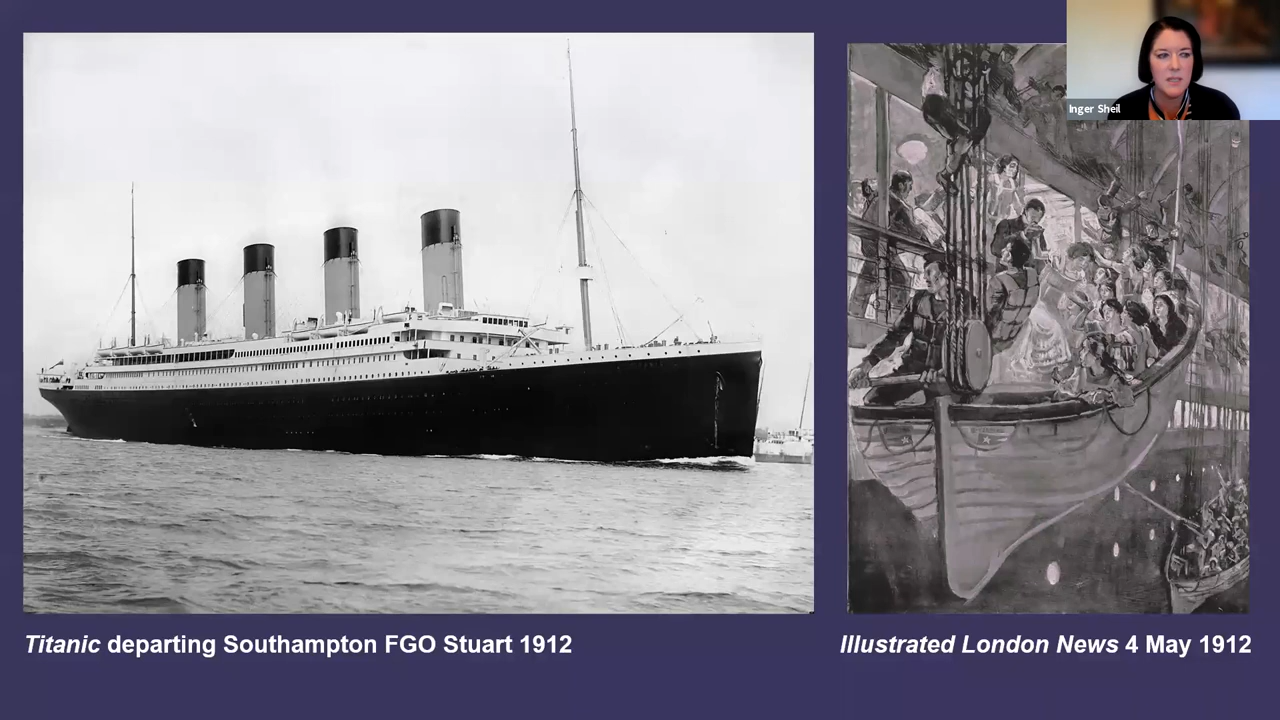 Inger Sheil
Titanic departing Southampton FGO Stuart 1912
Illustrated London News 4 May 1912